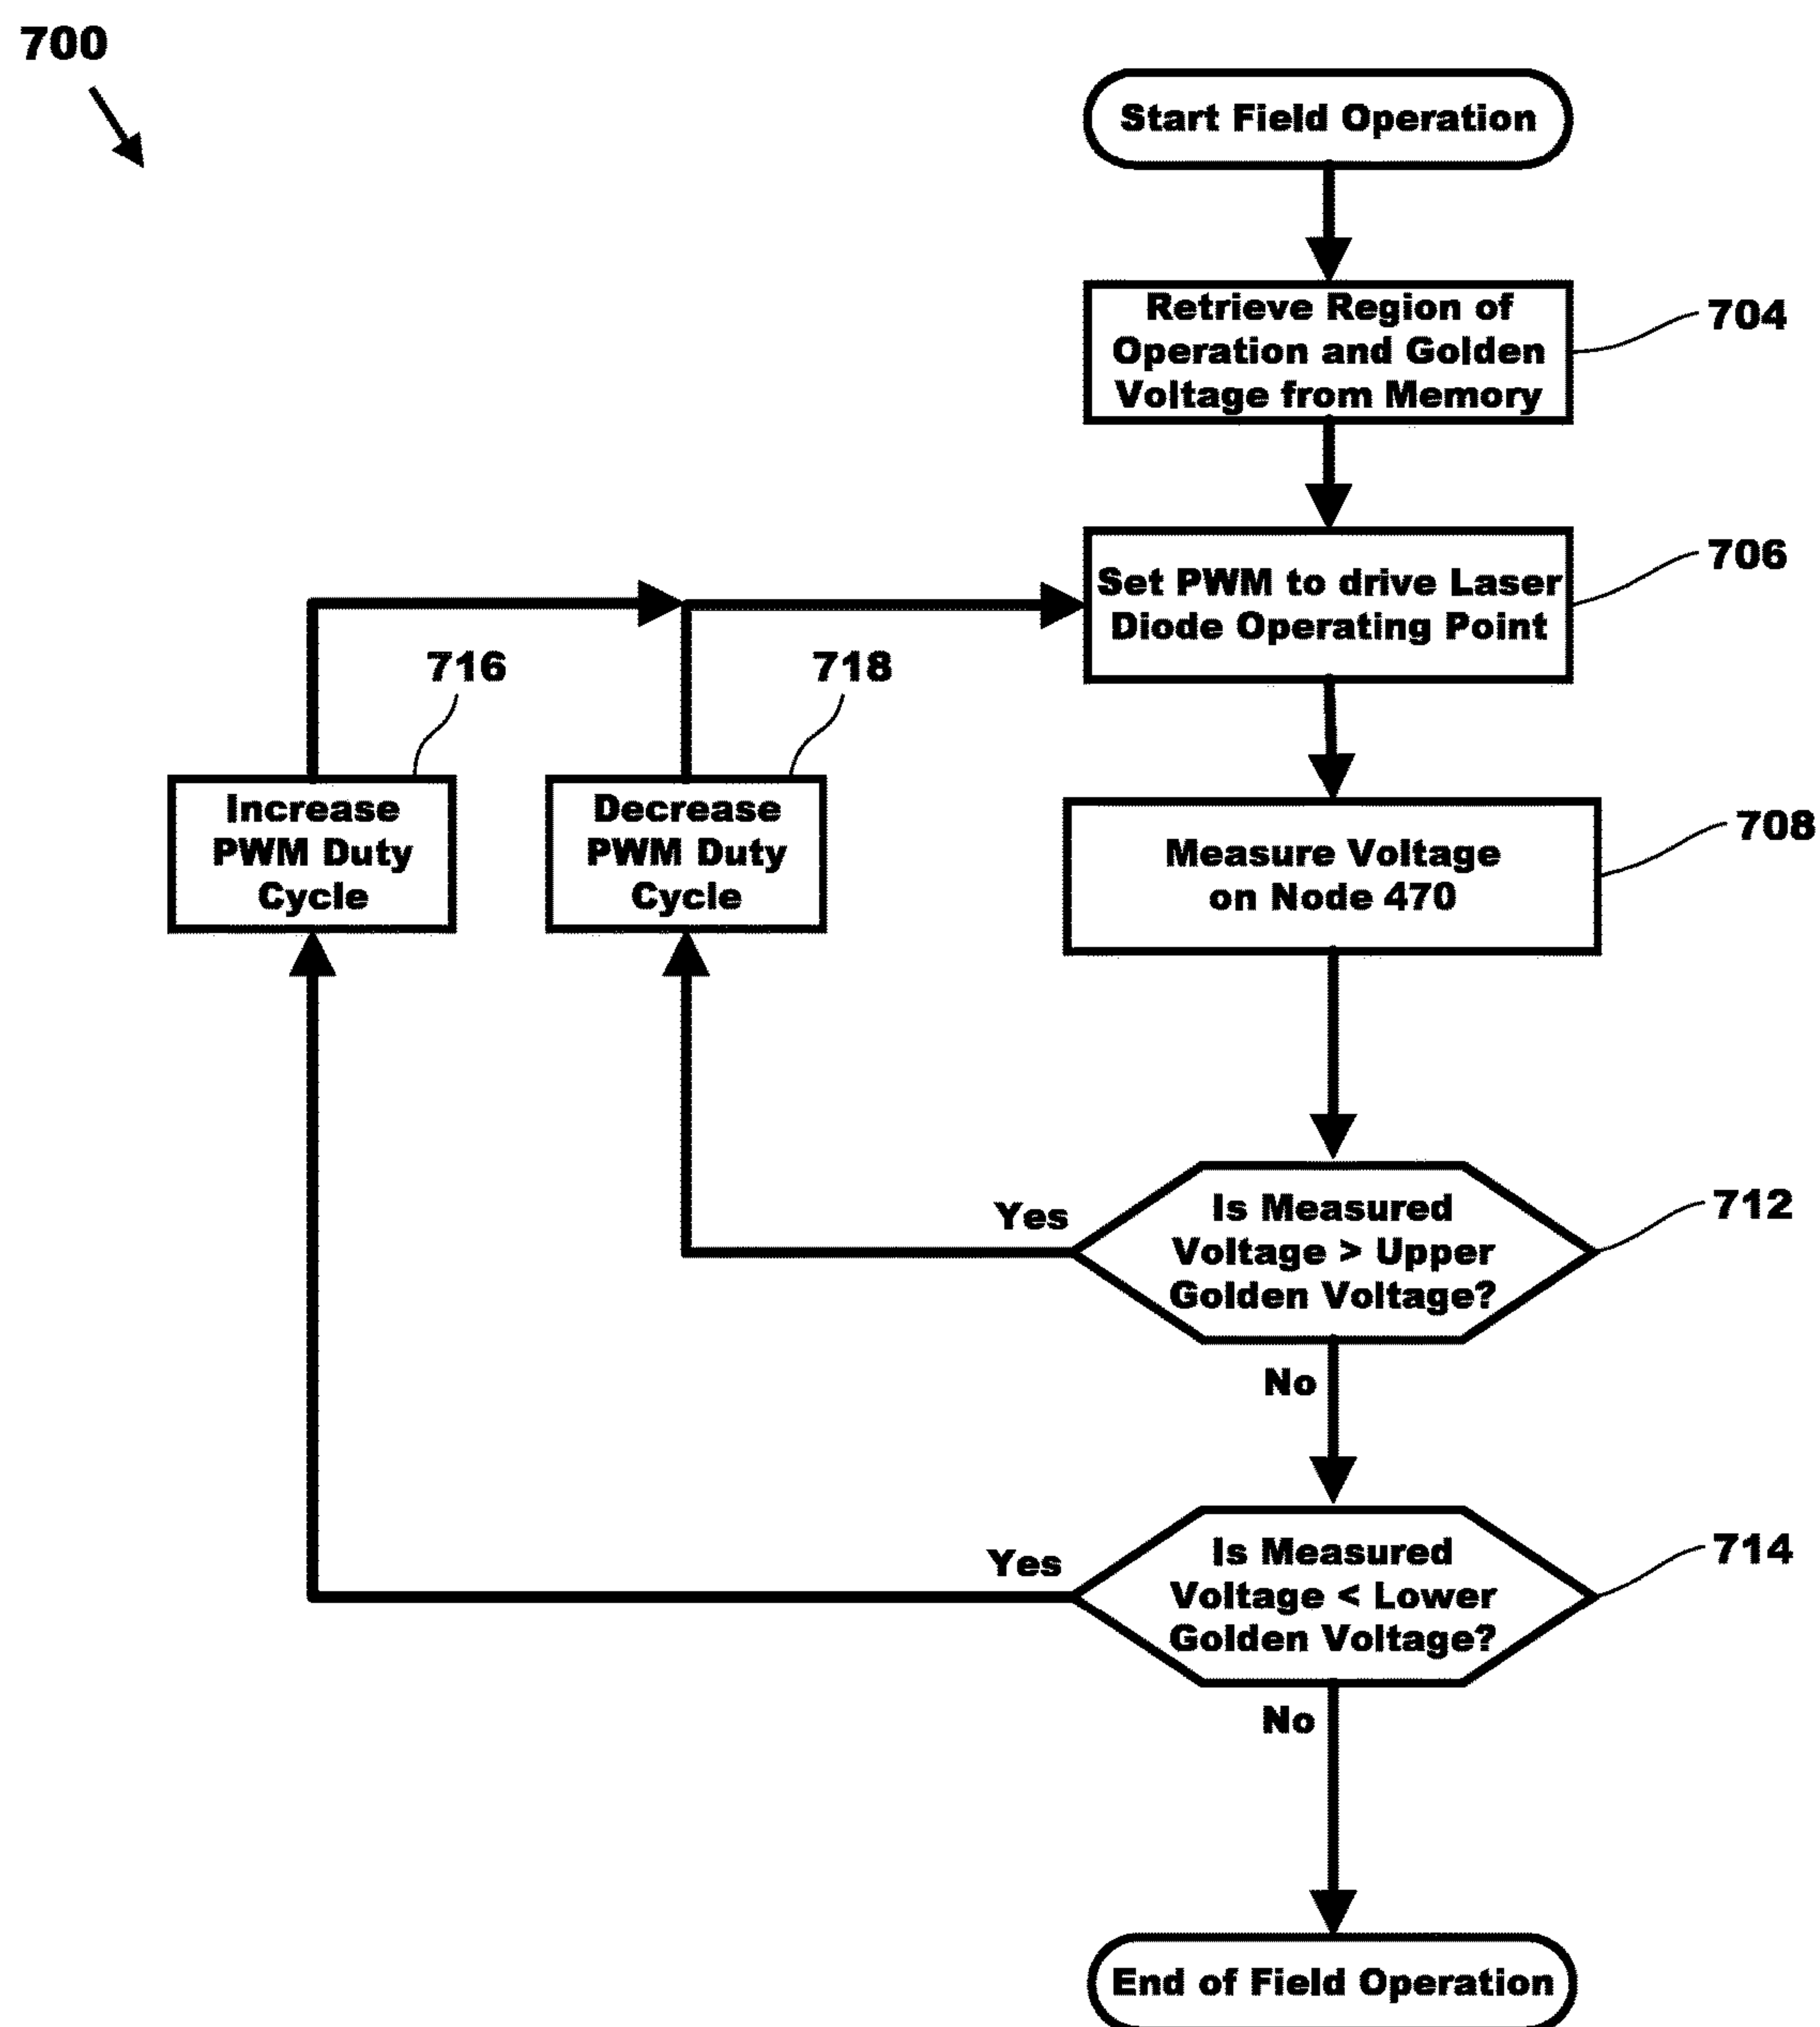 700
Start Field Operation
Retrieve Region of
Operation and Golden
Voltage from Memory
704
Set PWM to drive Laser
Diode Operating Point
706
716
718
Increase
PWM Duty
Cycle
Decrease
PWM Duty
Cycle
Measure Voltage
on Node 470
708
Yes
Is Measured
Voltage > Upper
Golden Voltage?
712
No
Yes
Is Measured
Voltage < Lower
Golden Voltage?
714
No
End of Field Operation